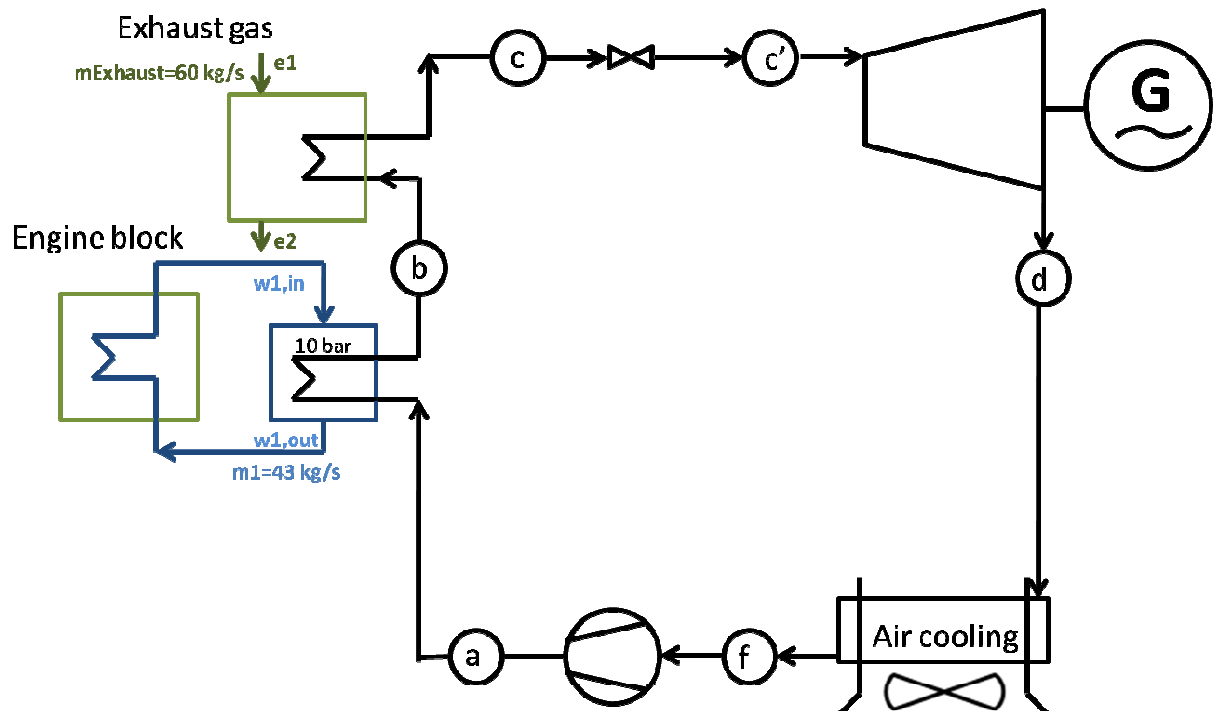 Exhaust gas
mExhaust=60 kg/s
e1
c
c'
G
e2
Engine block
w1,in
b
d
10 bar
w1,out
m1=43 kg/s
a
f
Air cooling